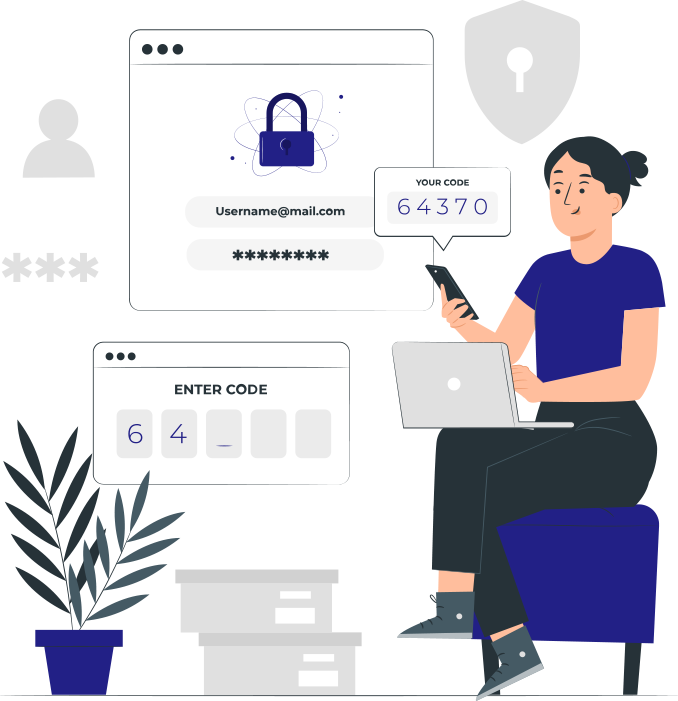 Username@mail.com
********
YOUR CODE
64370
ENTER CODE
6 4 _
***